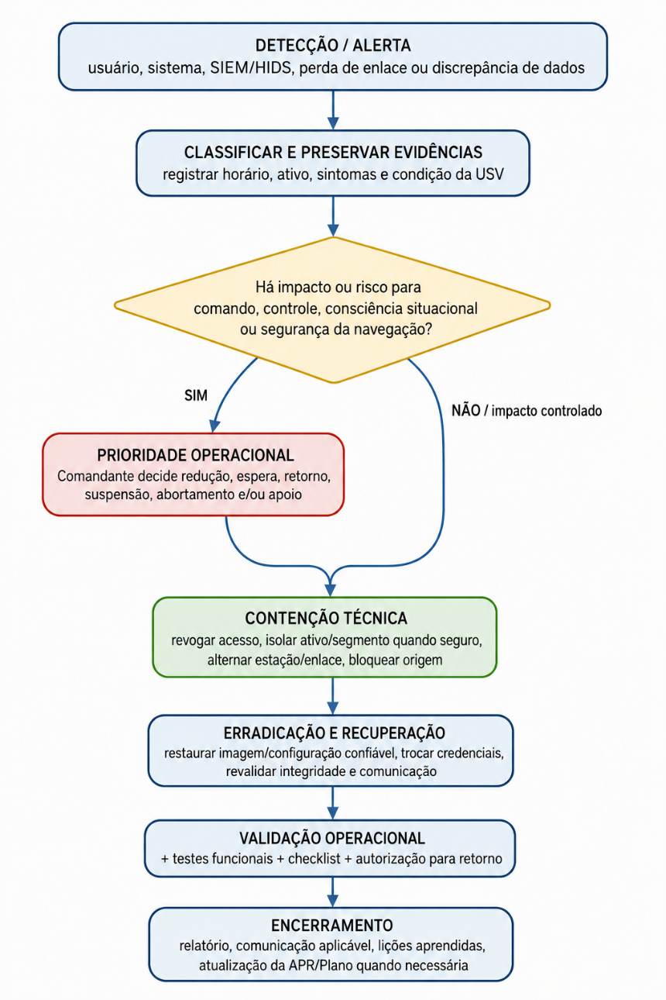 DETECÇÃO / ALERTA
usuário, sistema, SIEM/HIDS, perda de enlace ou discrepância de dados
CLASSIFICAR E PRESERVAR EVIDÊNCIAS
registrar horário, ativo, sintomas e condição da USV
Há impacto ou risco para
comando, controle, consciência situacional
ou segurança da navegação?
SIM
NÃO / impacto controlado
PRIORIDADE OPERACIONAL
Comandante decide redução, espera, retorno,
suspensão, abortamento e/ou apoio
CONTENÇÃO TÉCNICA
revogar acesso, isolar ativo/segmento quando seguro,
alternar estação/enlace, bloquear origem
ERRADICAÇÃO E RECUPERAÇÃO
restaurar imagem/configuração confiável, trocar credenciais,
revalidar integridade e comunicação
VALIDAÇÃO OPERACIONAL
+ testes funcionais + checklist + autorização para retorno
ENCERRAMENTO
relatório, comunicação aplicável, lições aprendidas,
atualização da APR/Plano quando necessária